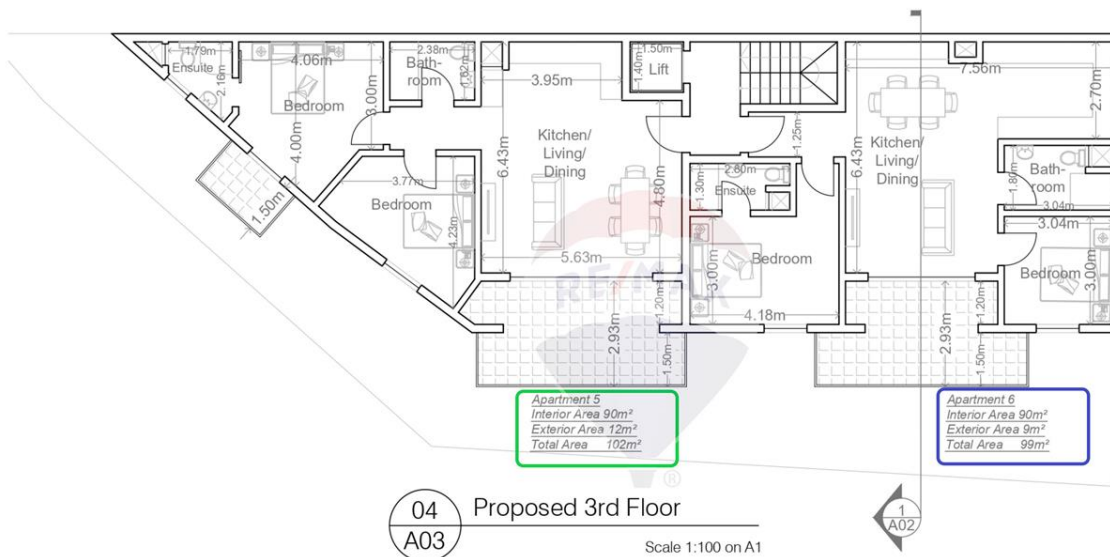 1.79m
Ensuite
2.16m
4.06m
Bedroom
3.00m
4.00m
1.50m
2.38m
Bath-
room
1.62m
3.77m
Bedroom
4.23m
3.95m
6.43m
Kitchen/
Living/
Dining
4.80m
5.63m
1.50m
1.40m
Lift
1.25m
2.60m
1.30m
Ensuite
Bedroom
3.00m
4.18m
7.56m
2.70m
6.43m
Kitchen/
Living/
Dining
Bath-
room
1.80m
3.04m
3.04m
Bedroom
3.00m
RE/MAX
®
2.93m
1.20m
1.50m
2.93m
1.20m
1.50m
Apartment 5
Interior Area 90m²
Exterior Area 12m²
Total Area 102m²
Apartment 6
Interior Area 90m²
Exterior Area 9m²
Total Area 99m²
04
A03
Proposed 3rd Floor
Scale 1:100 on A1
1
A02